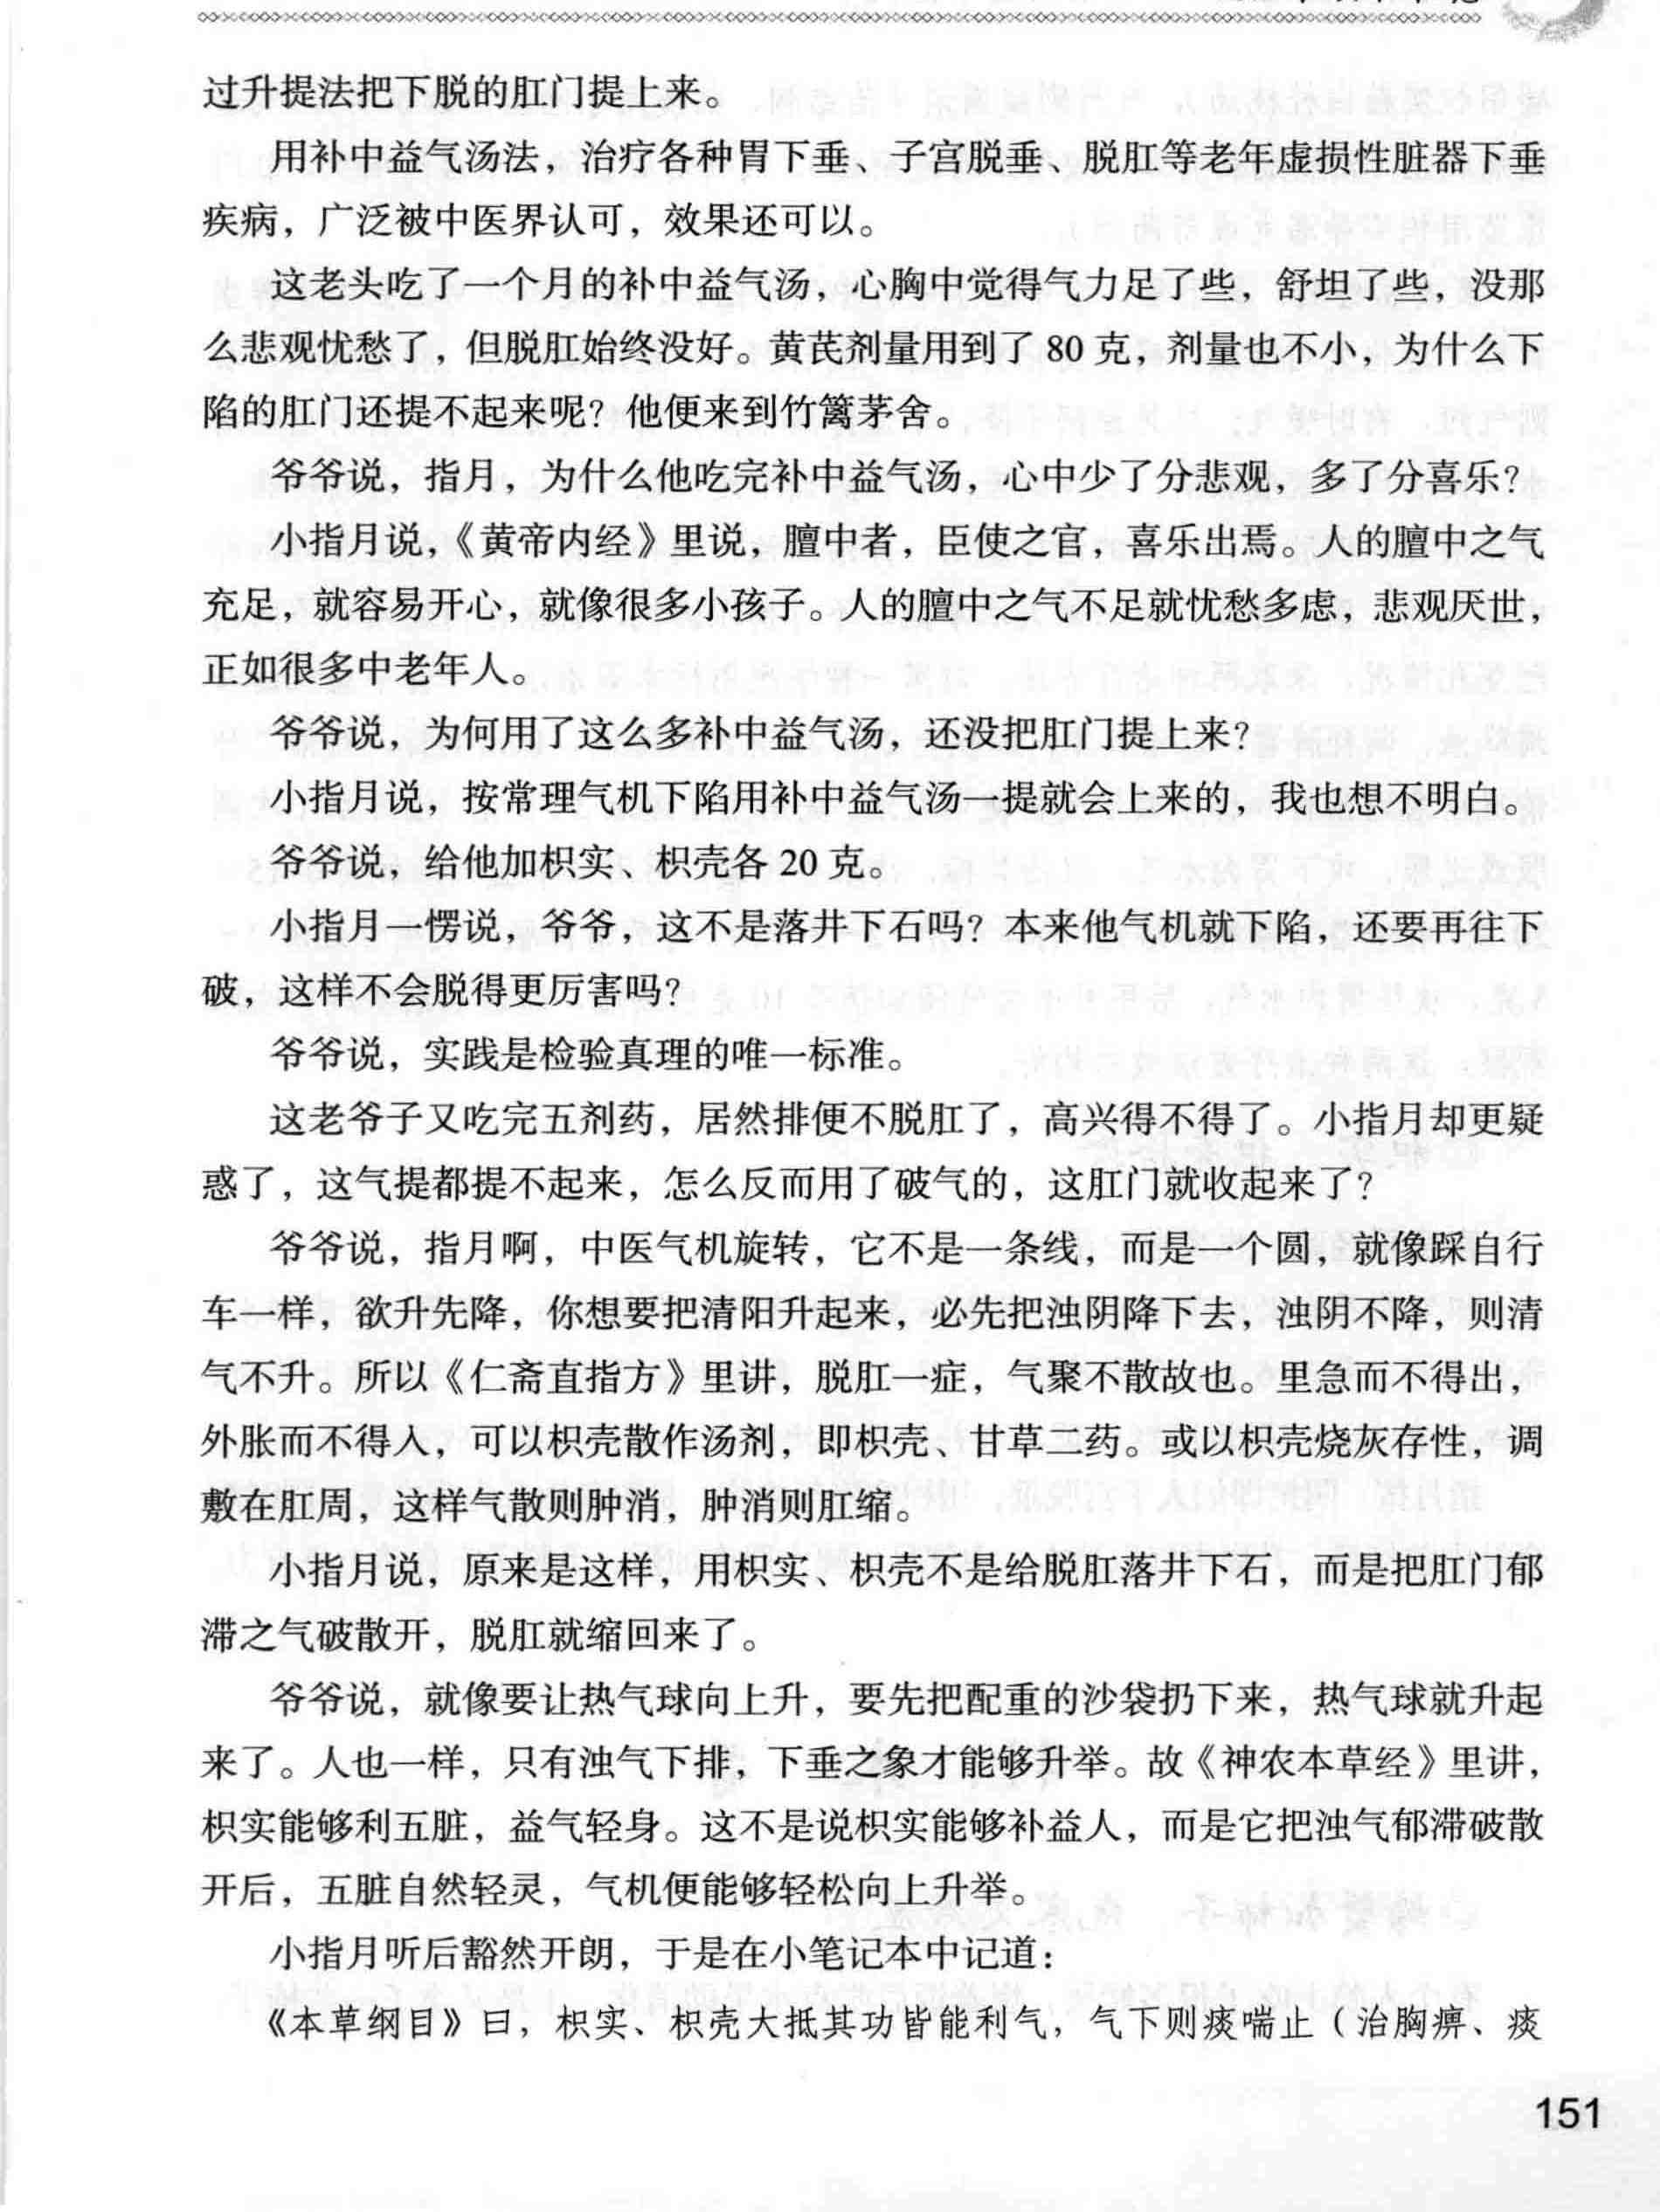 过升提法把下脱的肛门提上来。
用补中益气汤法，治疗各种胃下垂、子宫脱垂、脱肛等老年虚损性脏器下垂
疾病，广泛被中医界认可，效果还可以。
这老头吃了一个月的补中益气汤，心胸中觉得气力足了些，舒坦了些，没那
么悲观忧愁了，但脱肛始终没好。黄芪剂量用到了 80 克，剂量也不小，为什么下
陷的肛门还提不起来呢？他便来到竹篱茅舍。
爷爷说，指月，为什么他吃完补中益气汤，心中少了分悲观，多了分喜乐？
小指月说，《黄帝内经》里说，膻中者，臣使之官，喜乐出焉。人的膻中之气
充足，就容易开心，就像很多小孩子。人的膻中之气不足就忧愁多虑，悲观厌世，
正如很多中老年人。
爷爷说，为何用了这么多补中益气汤，还没把肛门提上来？
小指月说，按常理气机下陷用补中益气汤一提就会上来的，我也想不明白。
爷爷说，给他加枳实、枳壳各 20 克。
小指月一愣说，爷爷，这不是落井下石吗？本来他气机就下陷，还要再往下
破，这样不会脱得更厉害吗？
爷爷说，实践是检验真理的唯一标准。
这老爷子又吃完五剂药，居然排便不脱肛了，高兴得不得了。小指月却更疑
惑了，这气提都提不起来，怎么反而用了破气的，这肛门就收起来了？
爷爷说，指月啊，中医气机旋转，它不是一条线，而是一个圆，就像踩自行
车一样，欲升先降，你想要把清阳升起来，必先把浊阴降下去，浊阴不降，则清
气不升。所以《仁斋直指方》里讲，脱肛一症，气聚不散故也。里急而不得出，
外胀而不得入，可以枳壳散作汤剂，即枳壳、甘草二药。或以枳壳烧灰存性，调
敷在肛周，这样气散则肿消，肿消则肛缩。
小指月说，原来是这样，用枳实、枳壳不是给脱肛落井下石，而是把肛门郁
滞之气破散开，脱肛就缩回来了。
爷爷说，就像要让热气球向上升，要先把配重的沙袋扔下来，热气球就升起
来了。人也一样，只有浊气下排，下垂之象才能够升举。故《神农本草经》里讲，
枳实能够利五脏，益气轻身。这不是说枳实能够补益人，而是它把浊气郁滞破散
开后，五脏自然轻灵，气机便能够轻松向上升举。
小指月听后豁然开朗，于是在小笔记本中记道：
《本草纲目》曰，枳实、枳壳大抵其功皆能利气，气下则痰喘止（治胸痹、痰
151